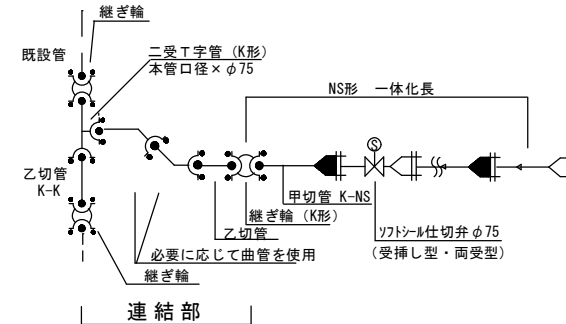 継ぎ輪
既設管
二受T字管 (K形)
本管口径×φ75
NS形 一体化長
S
乙切管
K-K
甲切管 K-NS
継ぎ輪 (K形)
乙切管
ソフトシール仕切弁φ75
(受挿し型・両受型)
必要に応じて曲管を使用
継ぎ輪
連結部